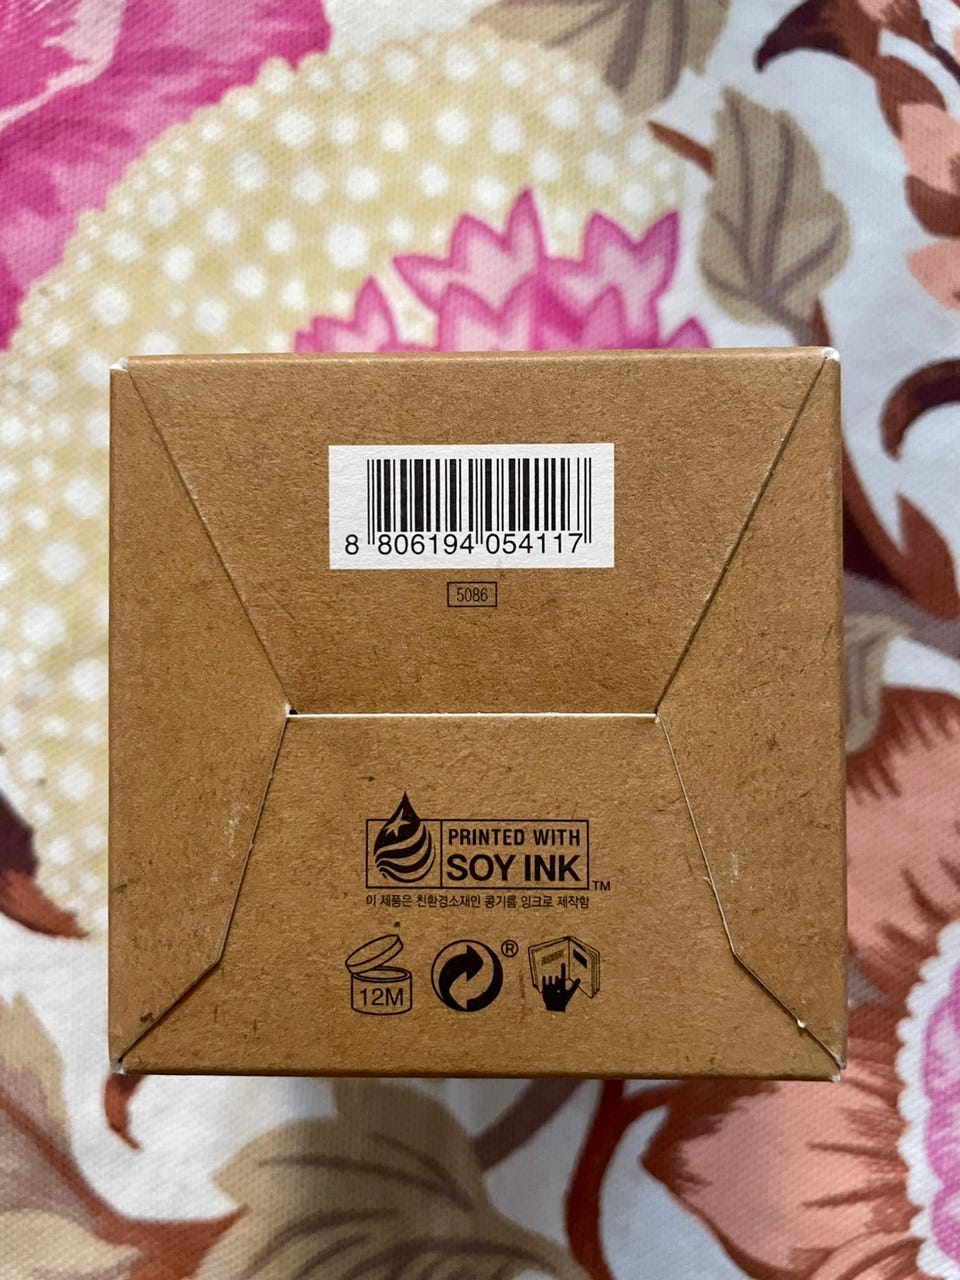 8 806194 054117
5086
PRINTED WITH
SOY INK
TM
이 제품은 친환경소재인 콩기름 잉크로 제작함
12M
®